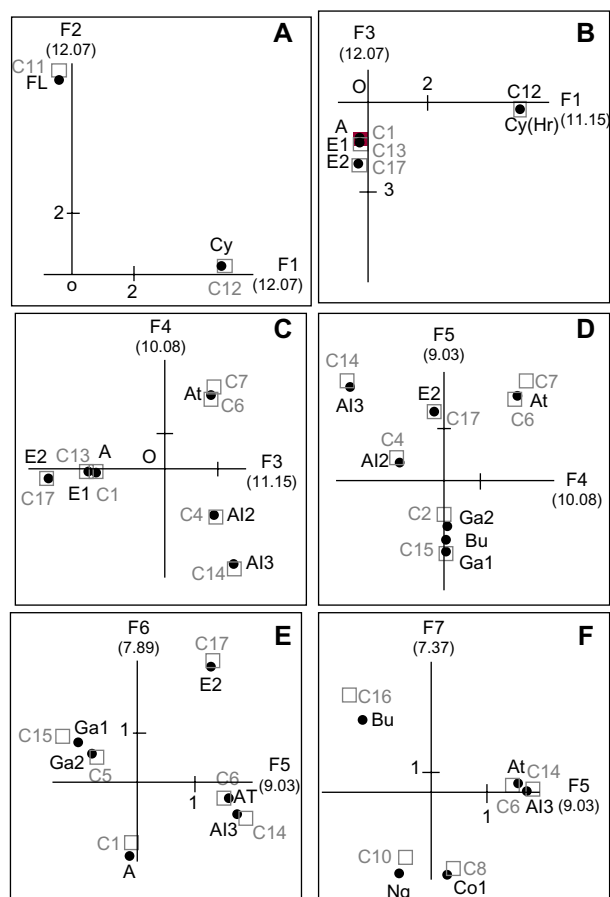 F2
(12.07)
A
C11
FL
2
Cy
F1
o
2
C12
(12.07)
F3
(12.07)
B
O
2
C12
F1
A
C1
Cy(Hr)
(11.15)
E1
C13
E2
C17
3
F4
(10.08)
C
C7
At
C6
E2
C13
A
O
F3
(11.15)
C17
E1
C1
C4
Al2
C14
Al3
F5
(9.03)
D
C14
C7
Al3
E2
At
C17
C6
C4
Al2
F4
(10.08)
C2
Ga2
Bu
C15
Ga1
F6
(7.89)
E
C17
E2
C15
Ga1
1
Ga2
F5
C5
C6
(9.03)
1
AT
Al3
C1
C14
A
F7
(7.37)
F
C16
Bu
1
At
C14
F5
C6
Al3
1
(9.03)
C10
C8
Ng
Co1